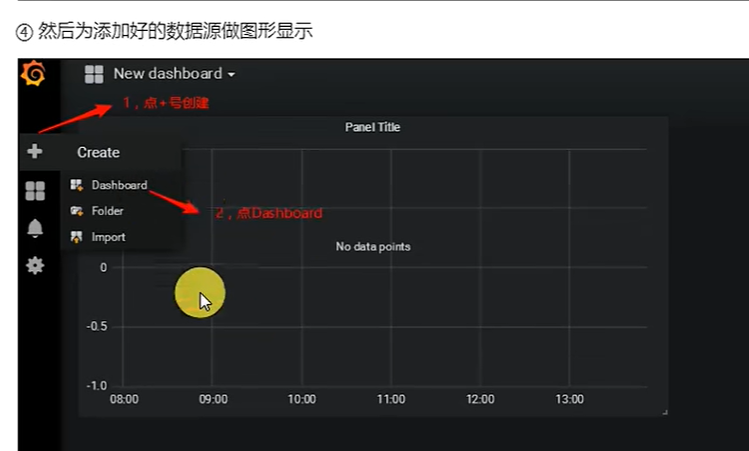 ④ 然后为添加好的数据源做图形显示
New dashboard
1，点+号创建
Panel Title
Create
Dashboard
2，点Dashboard
Folder
Import
No data points
0
-0.5
-1.0
08:00 09:00 10:00 11:00 12:00 13:00